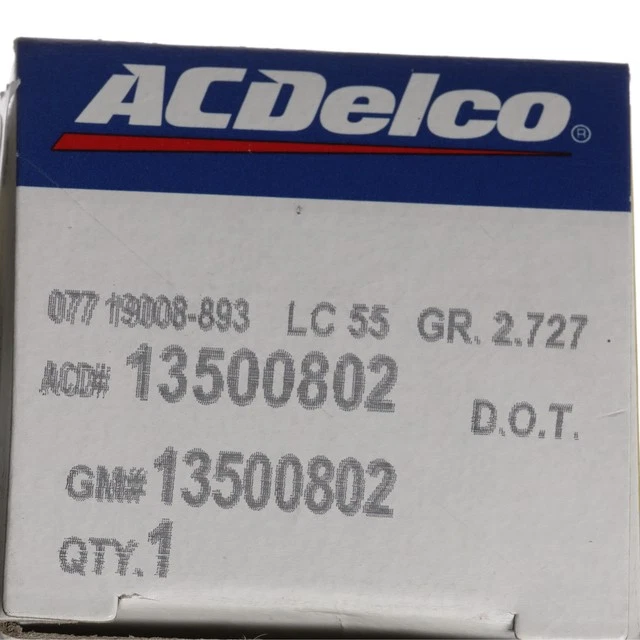 ACDelco®
077 19008-893 LC 55 GR. 2.727
ACD# 13500802
D.O.T.
GM# 13500802
QTY. 1